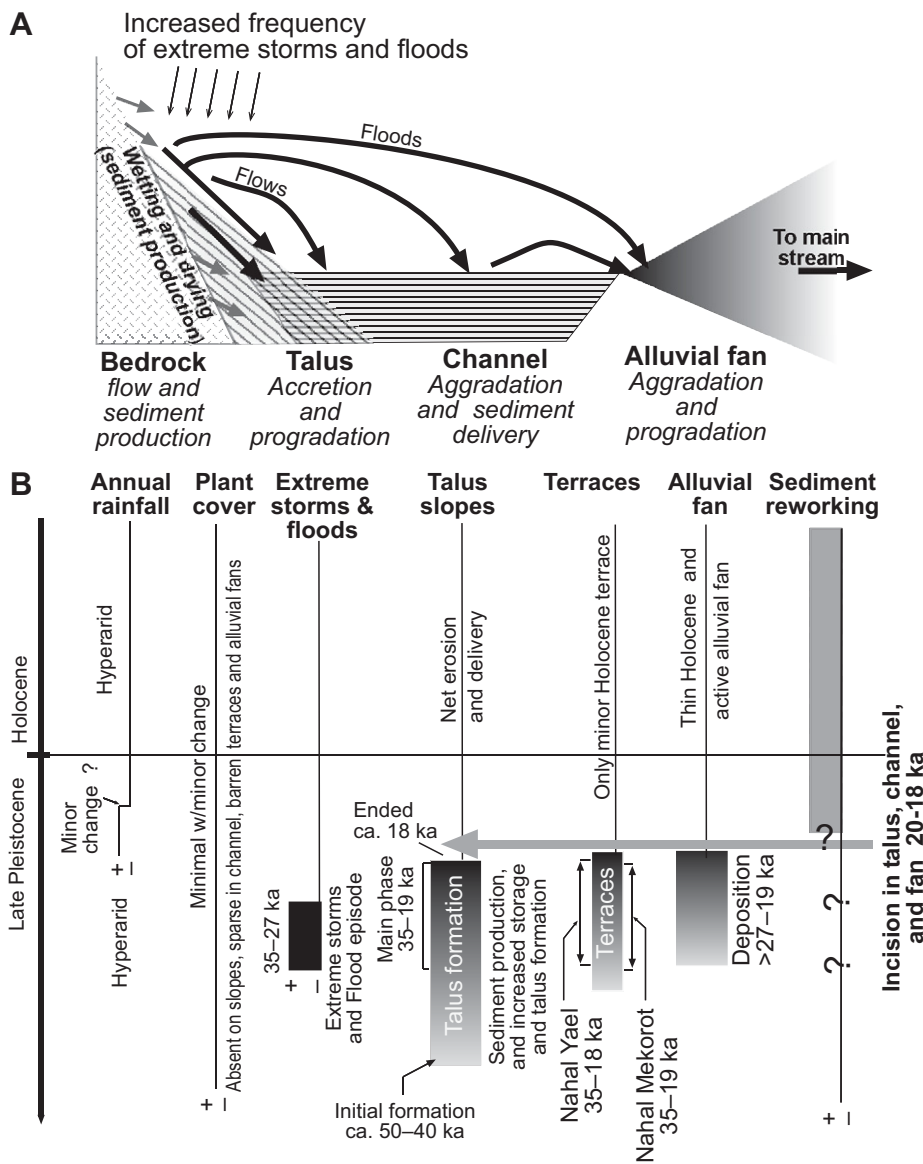 A
Increased frequency
of extreme storms and floods
Floods
Flows
Wetting and drying
(sediment production)
To main
stream
Bedrock
flow and
sediment
production
Talus
Accretion
and
progradation
Channel
Aggradation
and sediment
delivery
Alluvial fan
Aggradation
and
progradation
B
Annual
rainfall
Plant
cover
Extreme
storms &
floods
Talus
slopes
Terraces
Alluvial
fan
Sediment
reworking
Holocene
Late Pleistocene
Hyperarid
Minor
change ?
+ –
Hyperarid
Minimal w/minor change
Absent on slopes, sparse in channel, barren terraces and alluvial fans
+ –
35–27 ka
+ –
Extreme storms
and Flood episode
Net erosion
and delivery
Ended
ca. 18 ka
Main phase
35–19 ka
Talus formation
Sediment production,
and increased storage
and talus formation
Initial formation
ca. 50–40 ka
Only minor Holocene terrace
Terraces
Nahal Yael
35–18 ka
Nahal Mekorot
35–19 ka
Thin Holocene and
active alluvial fan
Deposition
>27–19 ka
?
?.
?.
+ –
Incision in talus, channel,
and fan 20-18 ka